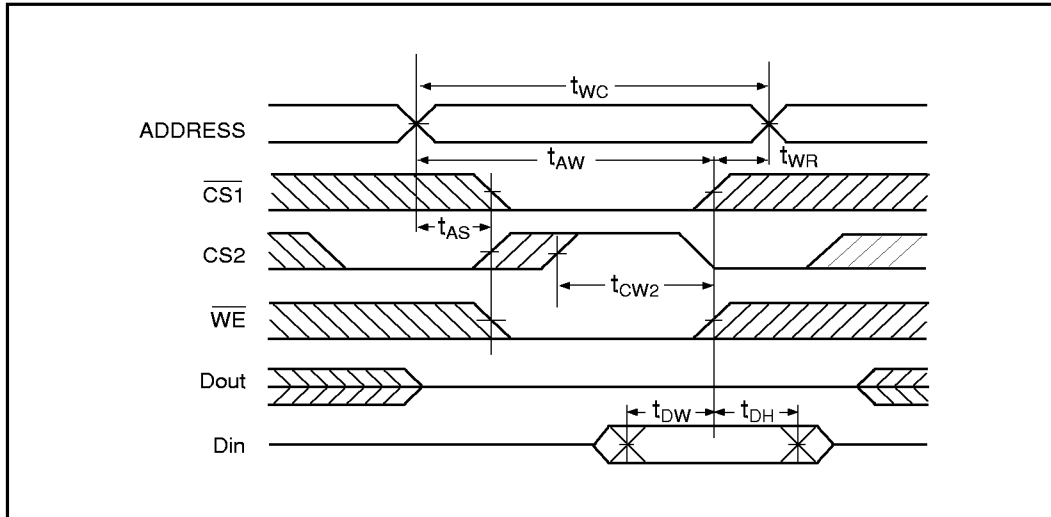 tWC
ADDRESS
tAW
tWR
CS1
tAS
CS2
tCW2
WE
Dout
tDW
tDH
Din